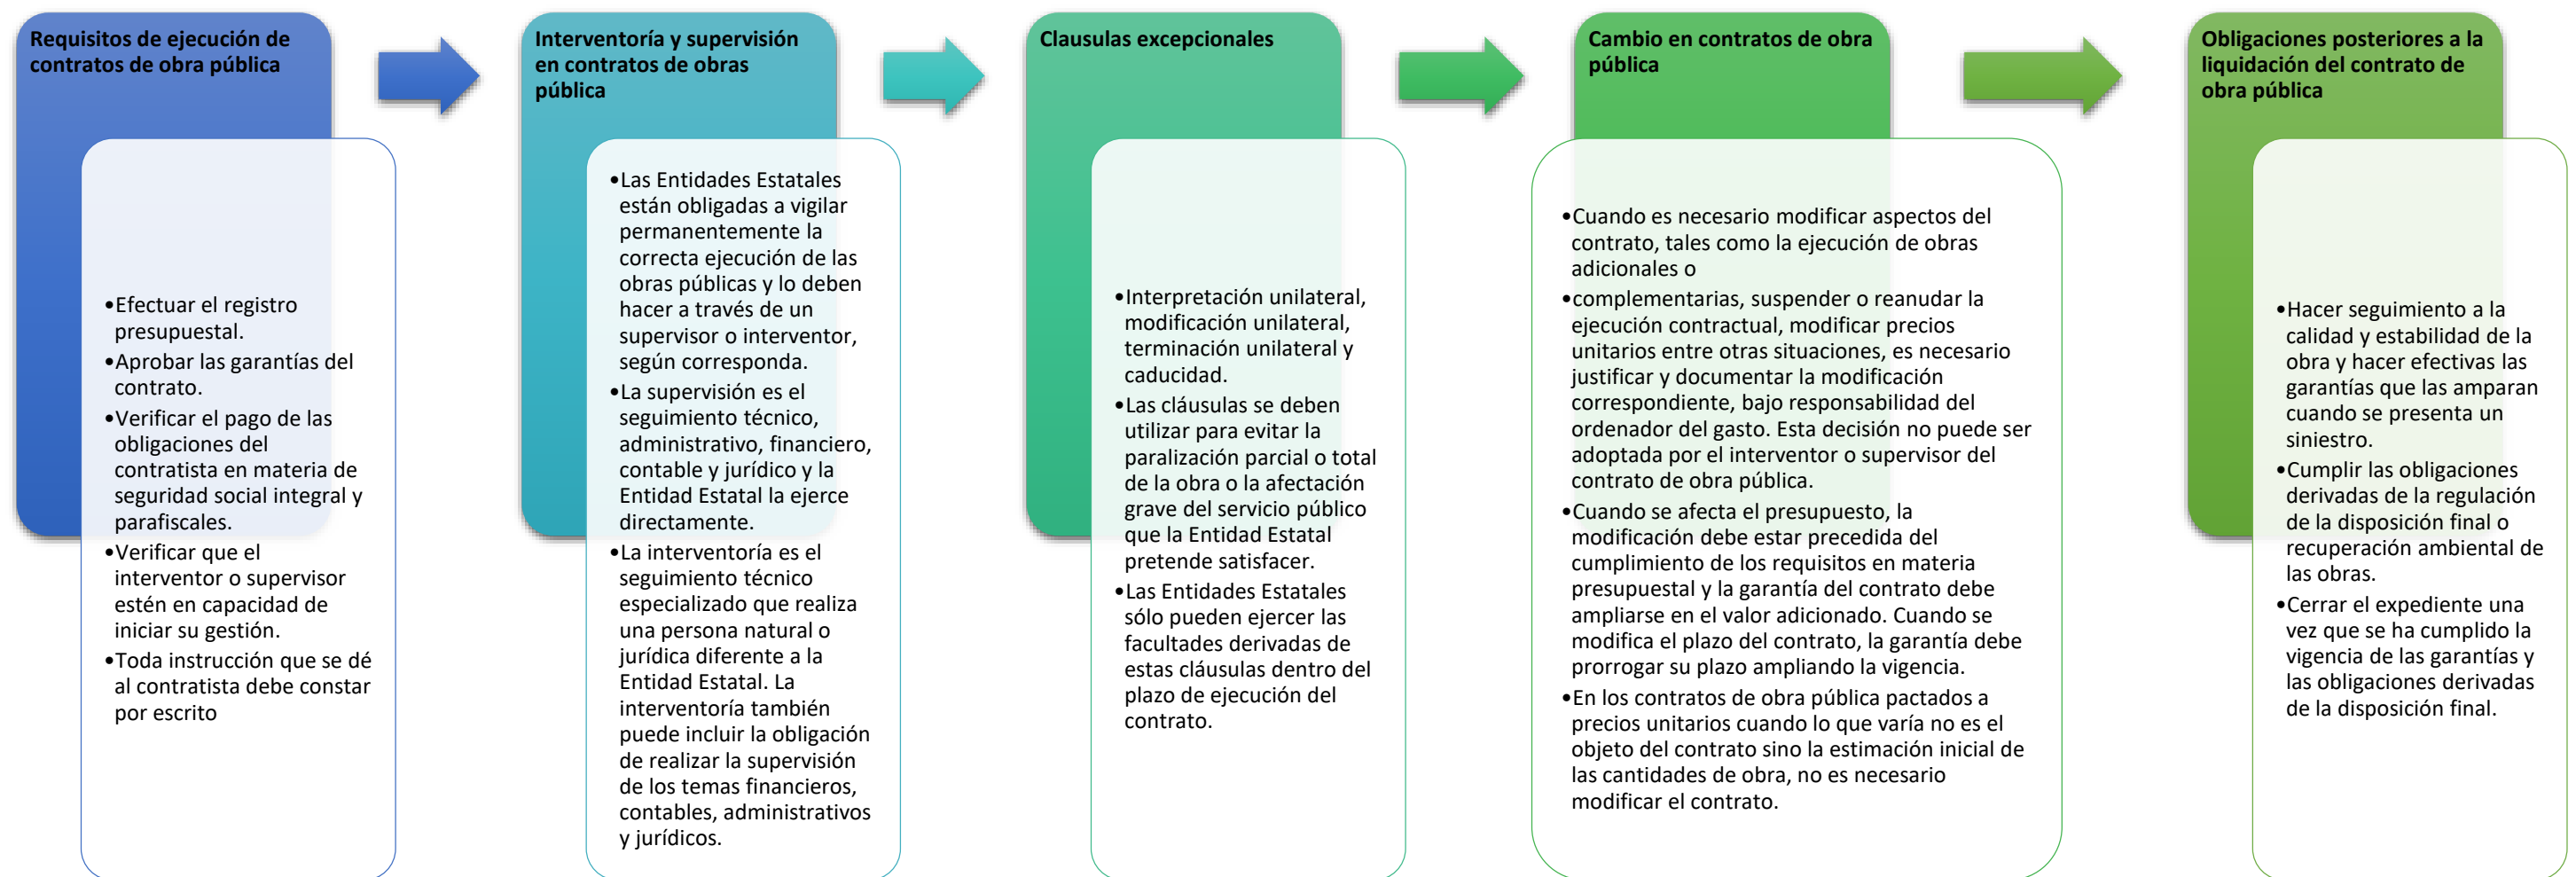 Requisitos de ejecución de
contratos de obra pública
•Efectuar el registro
presupuestal.
•Aprobar las garantías del
contrato.
•Verificar el pago de las
obligaciones del
contratista en materia de
seguridad social integral y
parafiscales.
•Verificar que el
interventor o supervisor
estén en capacidad de
iniciar su gestión.
•Toda instrucción que se dé
al contratista debe constar
por escrito
Interventoría y supervisión
en contratos de obras
pública
•Las Entidades Estatales
están obligadas a vigilar
permanentemente la
correcta ejecución de las
obras públicas y lo deben
hacer a través de un
supervisor o interventor,
según corresponda.
•La supervisión es el
seguimiento técnico,
administrativo, financiero,
contable y jurídico y la
Entidad Estatal la ejerce
directamente.
•La interventoría es el
seguimiento técnico
especializado que realiza
una persona natural o
jurídica diferente a la
Entidad Estatal. La
interventoría también
puede incluir la obligación
de realizar la supervisión
de los temas financieros,
contables, administrativos
y jurídicos.
Clausulas excepcionales
•Interpretación unilateral,
modificación unilateral,
terminación unilateral y
caducidad.
•Las cláusulas se deben
utilizar para evitar la
paralización parcial o total
de la obra o la afectación
grave del servicio público
que la Entidad Estatal
pretende satisfacer.
•Las Entidades Estatales
sólo pueden ejercer las
facultades derivadas de
estas cláusulas dentro del
plazo de ejecución del
contrato.
Cambio en contratos de obra
pública
•Cuando es necesario modificar aspectos del
contrato, tales como la ejecución de obras
adicionales o
•complementarias, suspender o reanudar la
ejecución contractual, modificar precios
unitarios entre otras situaciones, es necesario
justificar y documentar la modificación
correspondiente, bajo responsabilidad del
ordenador del gasto. Esta decisión no puede ser
adoptada por el interventor o supervisor del
contrato de obra pública.
•Cuando se afecta el presupuesto, la
modificación debe estar precedida del
cumplimiento de los requisitos en materia
presupuestal y la garantía del contrato debe
ampliarse en el valor adicionado. Cuando se
modifica el plazo del contrato, la garantía debe
prorrogar su plazo ampliando la vigencia.
•En los contratos de obra pública pactados a
precios unitarios cuando lo que varía no es el
objeto del contrato sino la estimación inicial de
las cantidades de obra, no es necesario
modificar el contrato.
Obligaciones posteriores a la
liquidación del contrato de
obra pública
•Hacer seguimiento a la
calidad y estabilidad de la
obra y hacer efectivas las
garantías que las amparan
cuando se presenta un
siniestro.
•Cumplir las obligaciones
derivadas de la regulación
de la disposición final o
recuperación ambiental de
las obras.
•Cerrar el expediente una
vez que se ha cumplido la
vigencia de las garantías y
las obligaciones derivadas
de la disposición final.